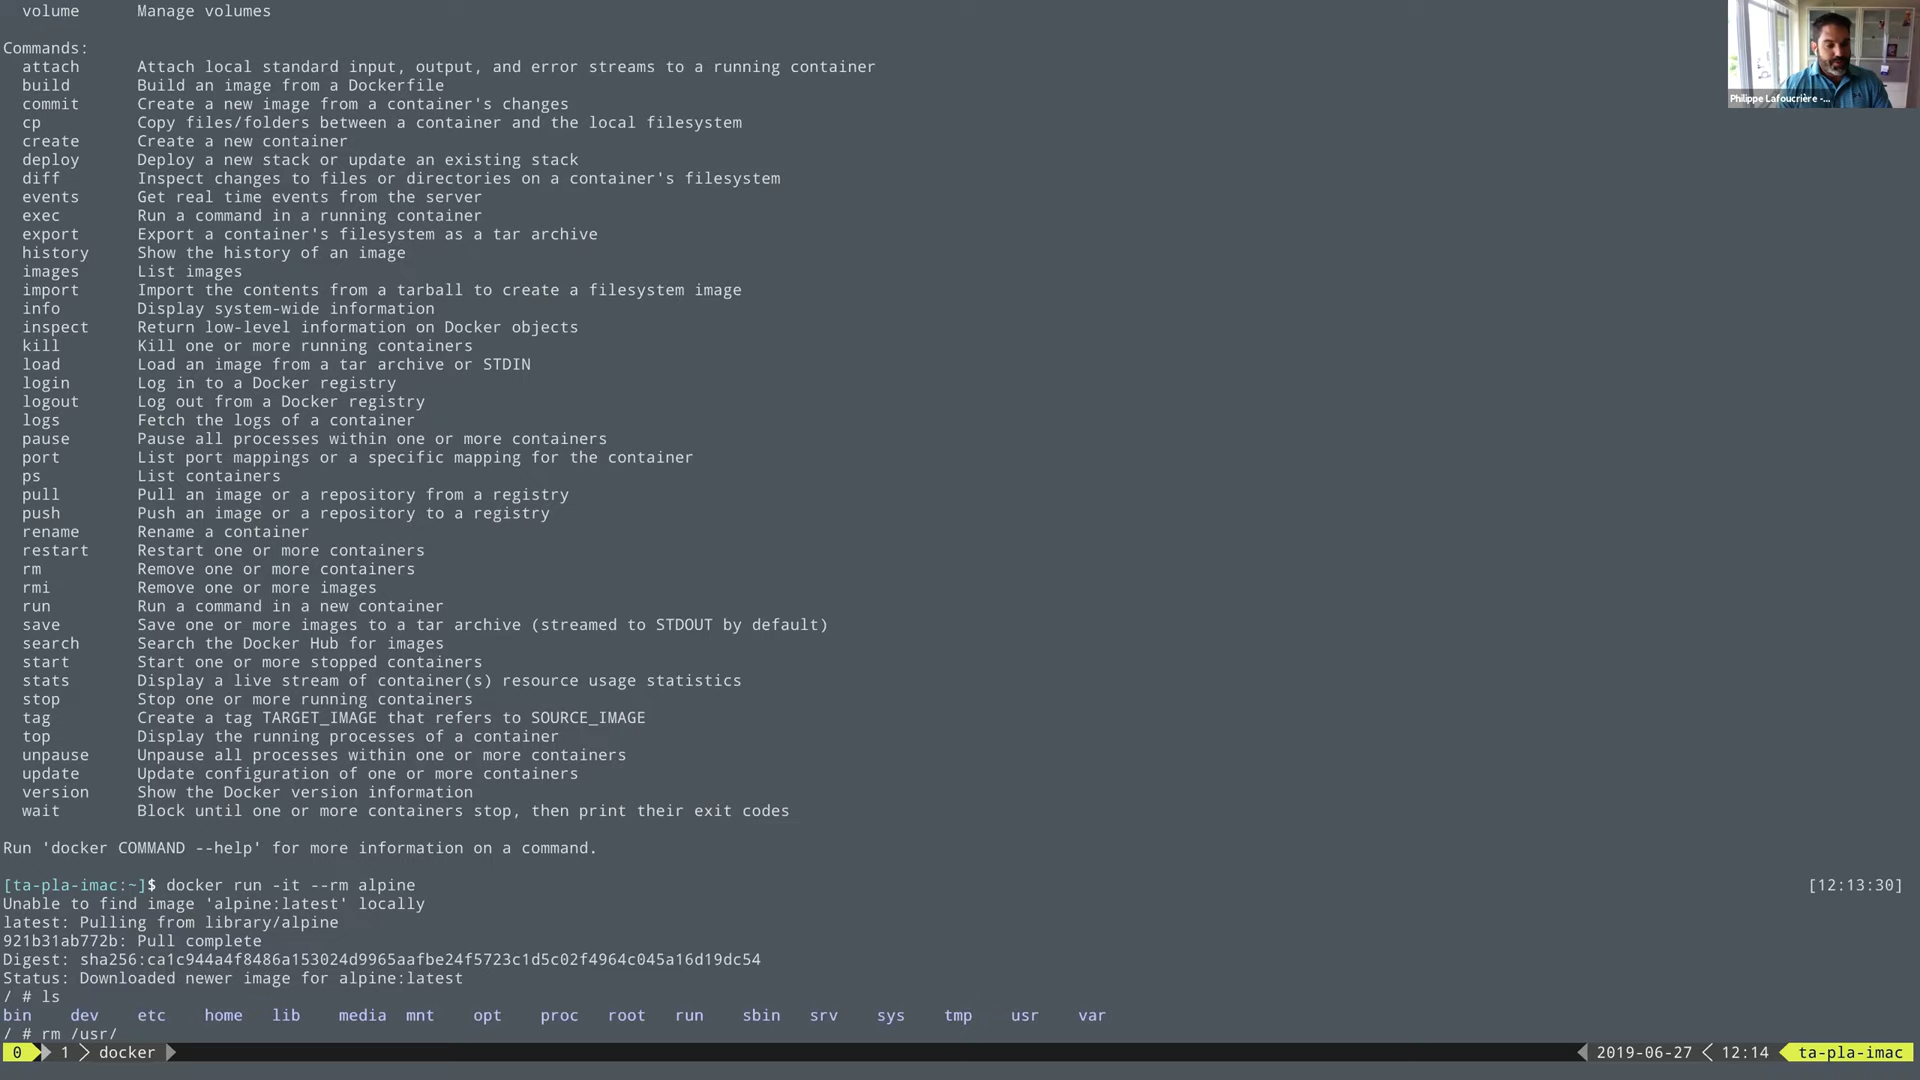 volume      Manage volumes
Commands:
attach      Attach local standard input, output, and error streams to a running container
build       Build an image from a Dockerfile
commit      Create a new image from a container's changes
cp          Copy files/folders between a container and the local filesystem
create      Create a new container
deploy      Deploy a new stack or update an existing stack
diff        Inspect changes to files or directories on a container's filesystem
events      Get real time events from the server
exec        Run a command in a running container
export      Export a container's filesystem as a tar archive
history     Show the history of an image
images      List images
import      Import the contents from a tarball to create a filesystem image
info        Display system-wide information
inspect     Return low-level information on Docker objects
kill        Kill one or more running containers
load        Load an image from a tar archive or STDIN
login       Log in to a Docker registry
logout      Log out from a Docker registry
logs        Fetch the logs of a container
pause       Pause all processes within one or more containers
port        List port mappings or a specific mapping for the container
ps          List containers
pull        Pull an image or a repository from a registry
push        Push an image or a repository to a registry
rename      Rename a container
restart     Restart one or more containers
rm          Remove one or more containers
rmi         Remove one or more images
run         Run a command in a new container
save        Save one or more images to a tar archive (streamed to STDOUT by default)
search      Search the Docker Hub for images
start       Start one or more stopped containers
stats       Display a live stream of container(s) resource usage statistics
stop        Stop one or more running containers
tag         Create a tag TARGET_IMAGE that refers to SOURCE_IMAGE
top         Display the running processes of a container
unpause     Unpause all processes within one or more containers
update      Update configuration of one or more containers
version     Show the Docker version information
wait        Block until one or more containers stop, then print their exit codes
Run 'docker COMMAND --help' for more information on a command.
[ta-pla-imac:~]$ docker run -it --rm alpine [12:13:30]
Unable to find image 'alpine:latest' locally
latest: Pulling from library/alpine
921b31ab772b: Pull complete
Digest: sha256:ca1c944a4f8486a153024d9965aafbe24f5723c1d5c02f4964c045a16d19dc54
Status: Downloaded newer image for alpine:latest
/ # ls
bin    dev    etc    home   lib    media  mnt    opt    proc   root   run    sbin   srv    sys    tmp    usr    var
/ # rm /usr/
0 1 docker 2019-06-27 12:14 ta-pla-imac
Philippe Lafoucrière -...